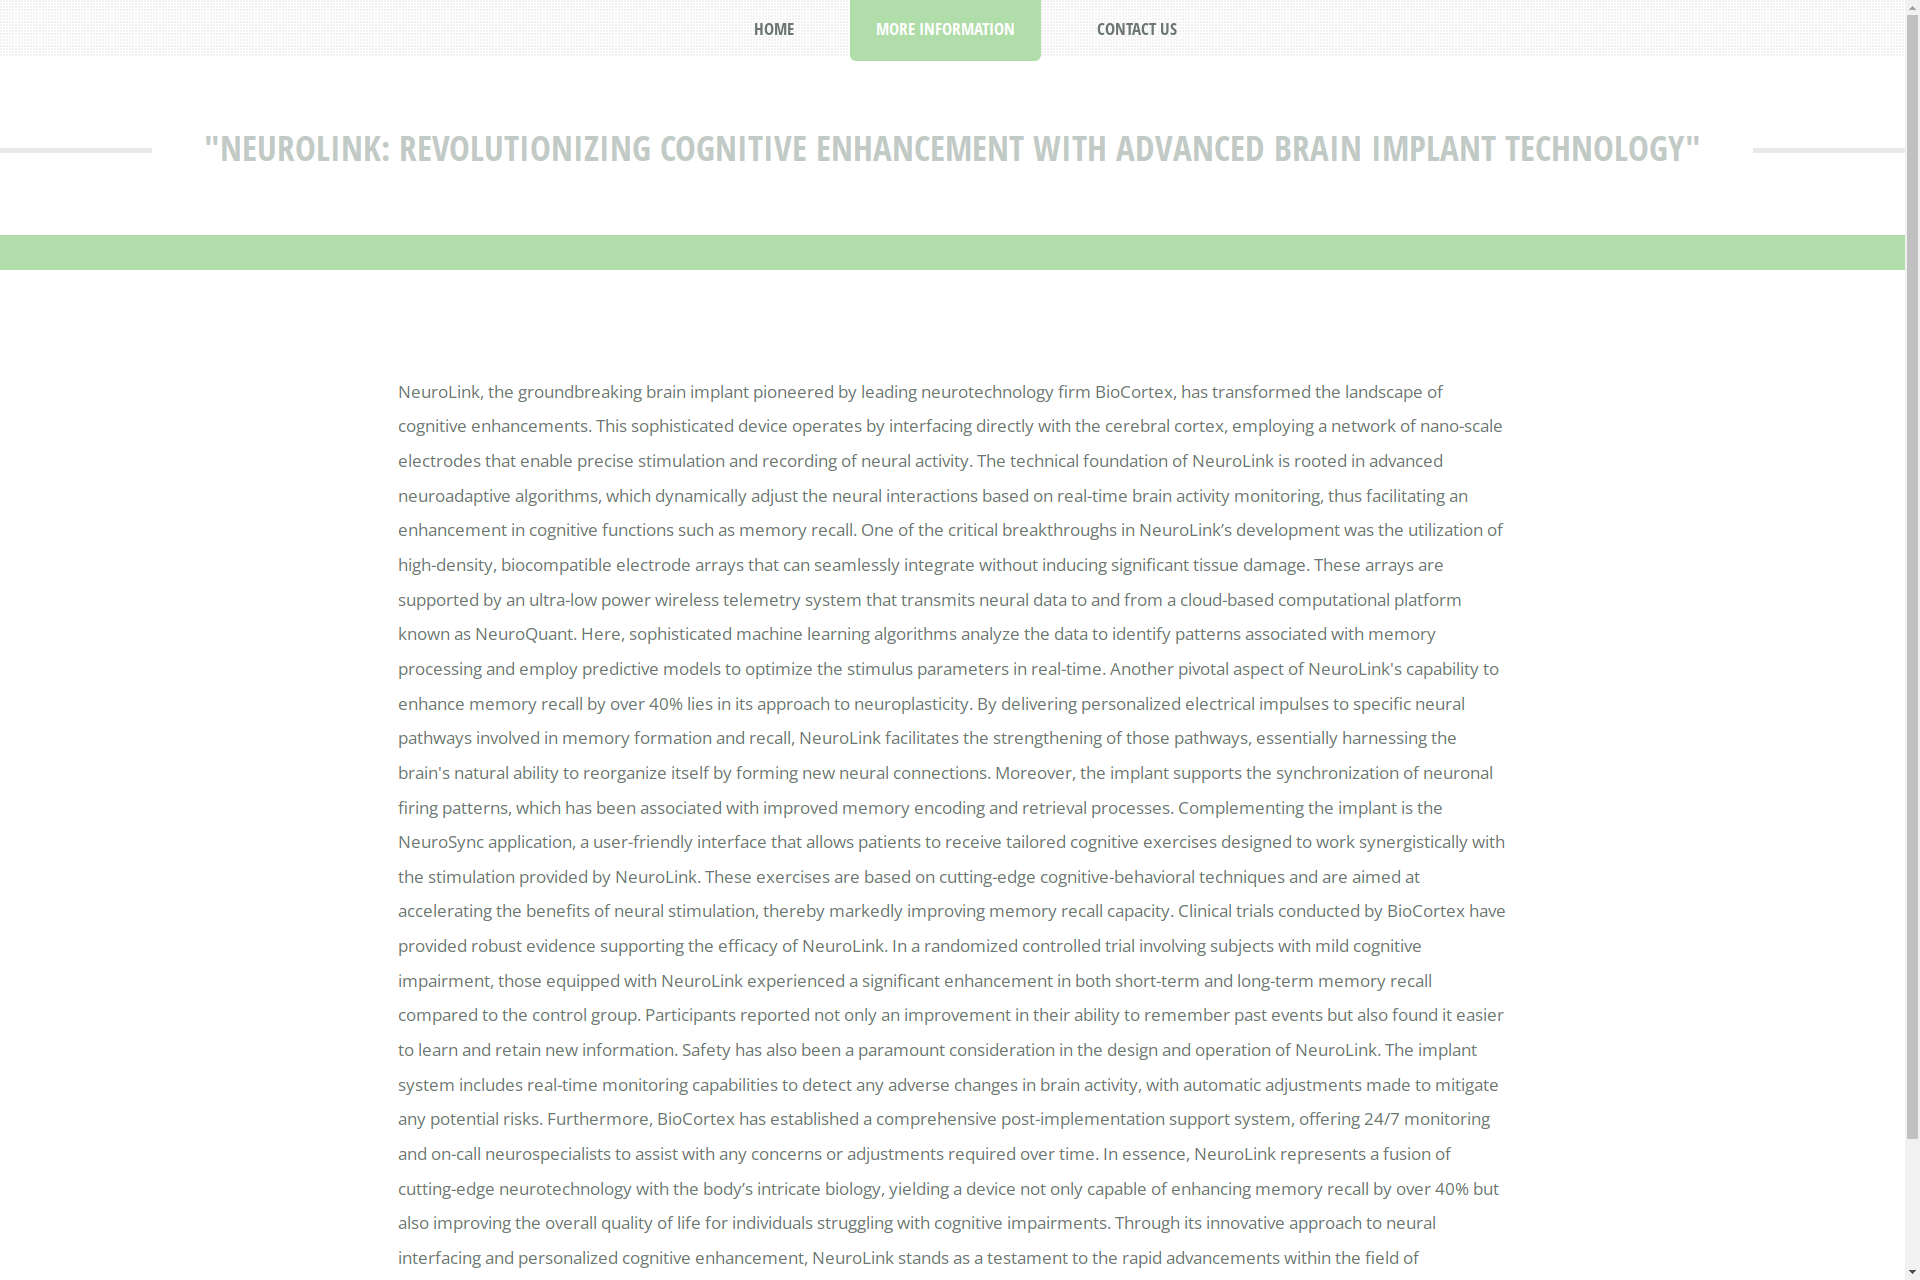 HOME
MORE INFORMATION
CONTACT US
"NEUROLINK: REVOLUTIONIZING COGNITIVE ENHANCEMENT WITH ADVANCED BRAIN IMPLANT TECHNOLOGY"
NeuroLink, the groundbreaking brain implant pioneered by leading neurotechnology firm BioCortex, has transformed the landscape of
cognitive enhancements. This sophisticated device operates by interfacing directly with the cerebral cortex, employing a network of nano-scale
electrodes that enable precise stimulation and recording of neural activity. The technical foundation of NeuroLink is rooted in advanced
neuroadaptive algorithms, which dynamically adjust the neural interactions based on real-time brain activity monitoring, thus facilitating an
enhancement in cognitive functions such as memory recall. One of the critical breakthroughs in NeuroLink’s development was the utilization of
high-density, biocompatible electrode arrays that can seamlessly integrate without inducing significant tissue damage. These arrays are
supported by an ultra-low power wireless telemetry system that transmits neural data to and from a cloud-based computational platform
known as NeuroQuant. Here, sophisticated machine learning algorithms analyze the data to identify patterns associated with memory
processing and employ predictive models to optimize the stimulus parameters in real-time. Another pivotal aspect of NeuroLink's capability to
enhance memory recall by over 40% lies in its approach to neuroplasticity. By delivering personalized electrical impulses to specific neural
pathways involved in memory formation and recall, NeuroLink facilitates the strengthening of those pathways, essentially harnessing the
brain's natural ability to reorganize itself by forming new neural connections. Moreover, the implant supports the synchronization of neuronal
firing patterns, which has been associated with improved memory encoding and retrieval processes. Complementing the implant is the
NeuroSync application, a user-friendly interface that allows patients to receive tailored cognitive exercises designed to work synergistically with
the stimulation provided by NeuroLink. These exercises are based on cutting-edge cognitive-behavioral techniques and are aimed at
accelerating the benefits of neural stimulation, thereby markedly improving memory recall capacity. Clinical trials conducted by BioCortex have
provided robust evidence supporting the efficacy of NeuroLink. In a randomized controlled trial involving subjects with mild cognitive
impairment, those equipped with NeuroLink experienced a significant enhancement in both short-term and long-term memory recall
compared to the control group. Participants reported not only an improvement in their ability to remember past events but also found it easier
to learn and retain new information. Safety has also been a paramount consideration in the design and operation of NeuroLink. The implant
system includes real-time monitoring capabilities to detect any adverse changes in brain activity, with automatic adjustments made to mitigate
any potential risks. Furthermore, BioCortex has established a comprehensive post-implementation support system, offering 24/7 monitoring
and on-call neurospecialists to assist with any concerns or adjustments required over time. In essence, NeuroLink represents a fusion of
cutting-edge neurotechnology with the body’s intricate biology, yielding a device not only capable of enhancing memory recall by over 40% but
also improving the overall quality of life for individuals struggling with cognitive impairments. Through its innovative approach to neural
interfacing and personalized cognitive enhancement, NeuroLink stands as a testament to the rapid advancements within the field of